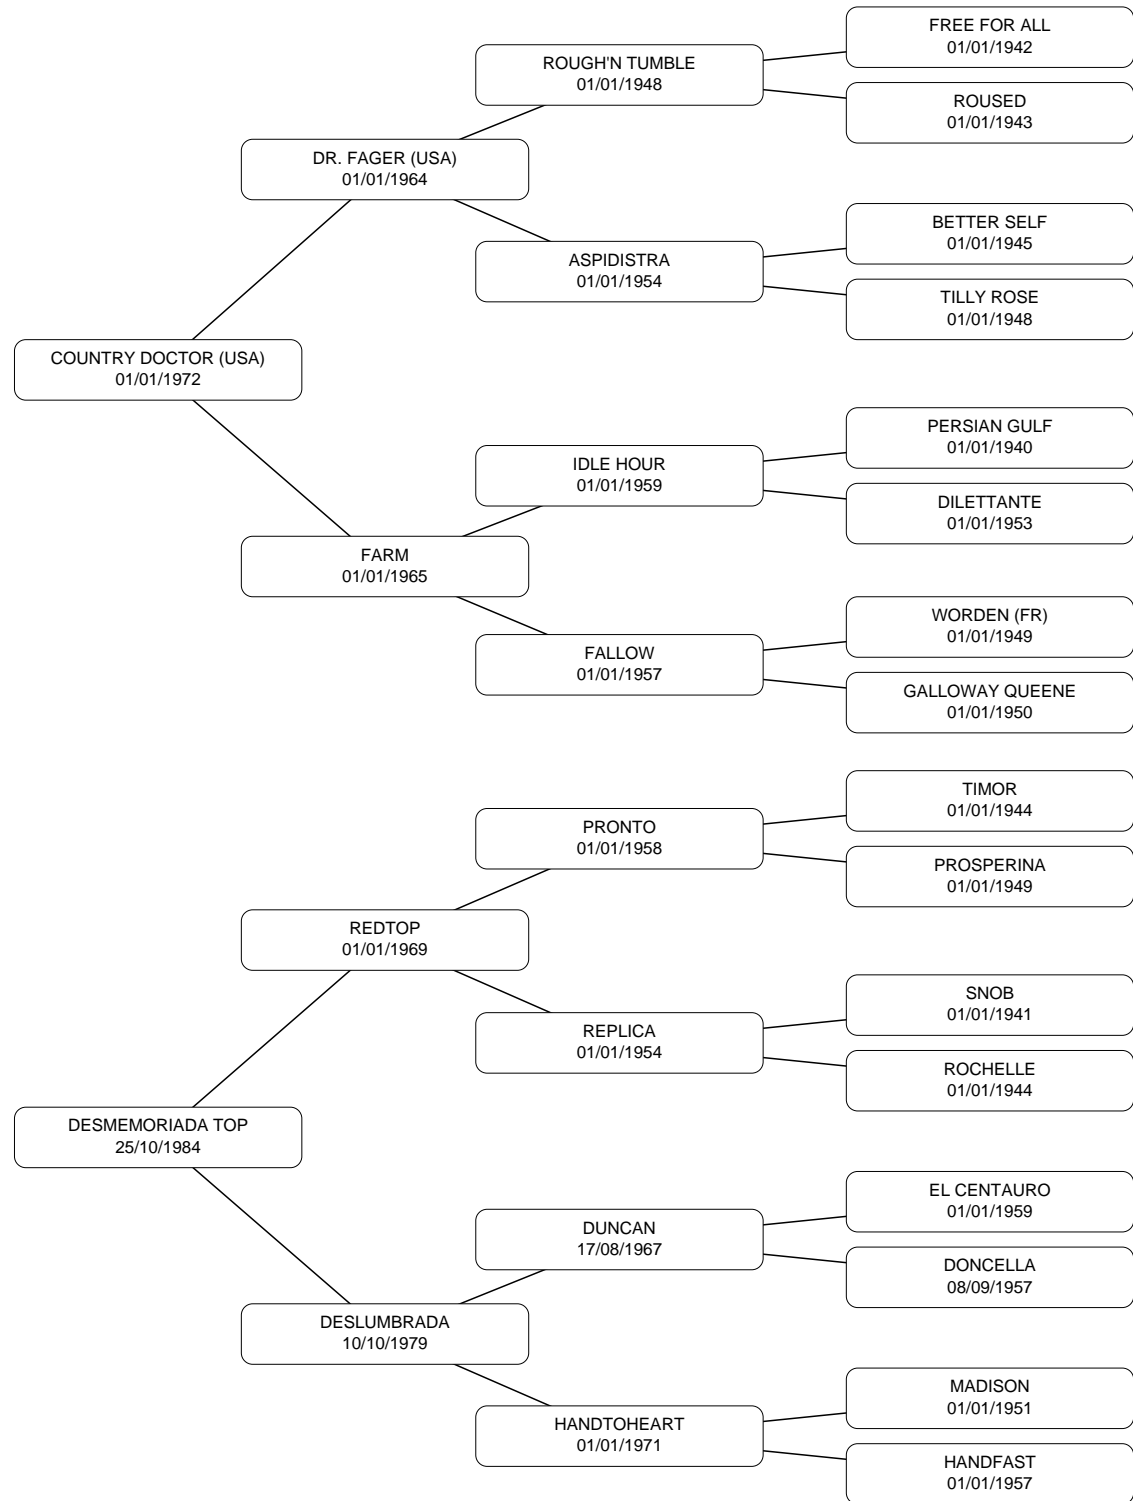 FREE FOR ALL
01/01/1942
ROUGH'N TUMBLE
01/01/1948
ROUSED
01/01/1943
DR. FAGER (USA)
01/01/1964
BETTER SELF
01/01/1945
ASPIDISTRA
01/01/1954
TILLY ROSE
01/01/1948
COUNTRY DOCTOR (USA)
01/01/1972
PERSIAN GULF
01/01/1940
IDLE HOUR
01/01/1959
DILETTANTE
01/01/1953
FARM
01/01/1965
WORDEN (FR)
01/01/1949
FALLOW
01/01/1957
GALLOWAY QUEENE
01/01/1950
TIMOR
01/01/1944
PRONTO
01/01/1958
PROSPERINA
01/01/1949
REDTOP
01/01/1969
SNOB
01/01/1941
REPLICA
01/01/1954
ROCHELLE
01/01/1944
DESMEMORIADA TOP
25/10/1984
EL CENTAURO
01/01/1959
DUNCAN
17/08/1967
DONCELLA
08/09/1957
DESLUMBRADA
10/10/1979
MADISON
01/01/1951
HANDTOHEART
01/01/1971
HANDFAST
01/01/1957